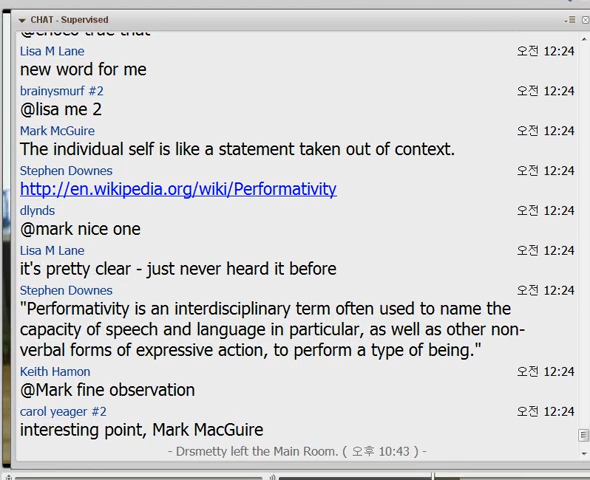 CHAT - Supervised
@choco true that
Lisa M Lane 오전 12:24
new word for me
brainysmurf #2 오전 12:24
@lisa me 2
Mark McGuire 오전 12:24
The individual self is like a statement taken out of context.
Stephen Downes 오전 12:24
http://en.wikipedia.org/wiki/Performativity
dlynds 오전 12:24
@mark nice one
Lisa M Lane 오전 12:24
it's pretty clear - just never heard it before
Stephen Downes 오전 12:24
"Performativity is an interdisciplinary term often used to name the
capacity of speech and language in particular, as well as other non-
verbal forms of expressive action, to perform a type of being."
Keith Hamon 오전 12:24
@Mark fine observation
carol yeager #2 오전 12:24
interesting point, Mark MacGuire
- Drsmetty left the Main Room. ( 오후 10:43 ) -